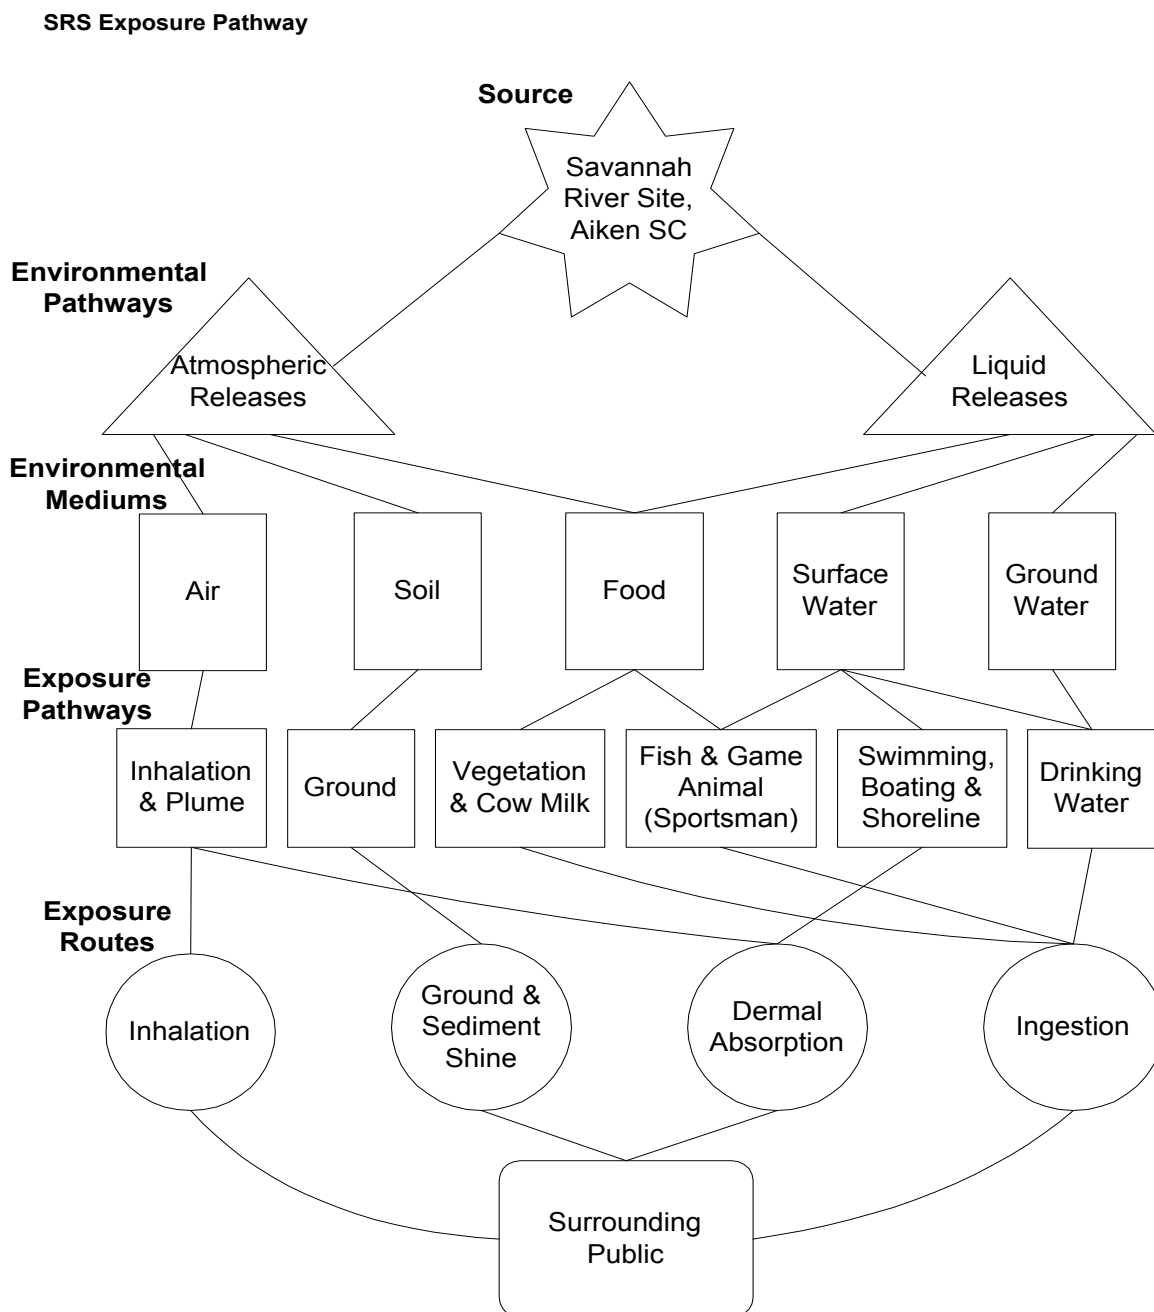 SRS Exposure Pathway
Source
Savannah
River Site,
Aiken SC
Environmental
Pathways
Atmospheric
Releases
Liquid
Releases
Environmental
Mediums
Air
Soil
Food
Surface
Water
Ground
Water
Exposure
Pathways
Inhalation
& Plume
Ground
Vegetation
& Cow Milk
Fish & Game
Animal
(Sportsman)
Swimming,
Boating &
Shoreline
Drinking
Water
Exposure
Routes
Inhalation
Ground &
Sediment
Shine
Dermal
Absorption
Ingestion
Surrounding
Public